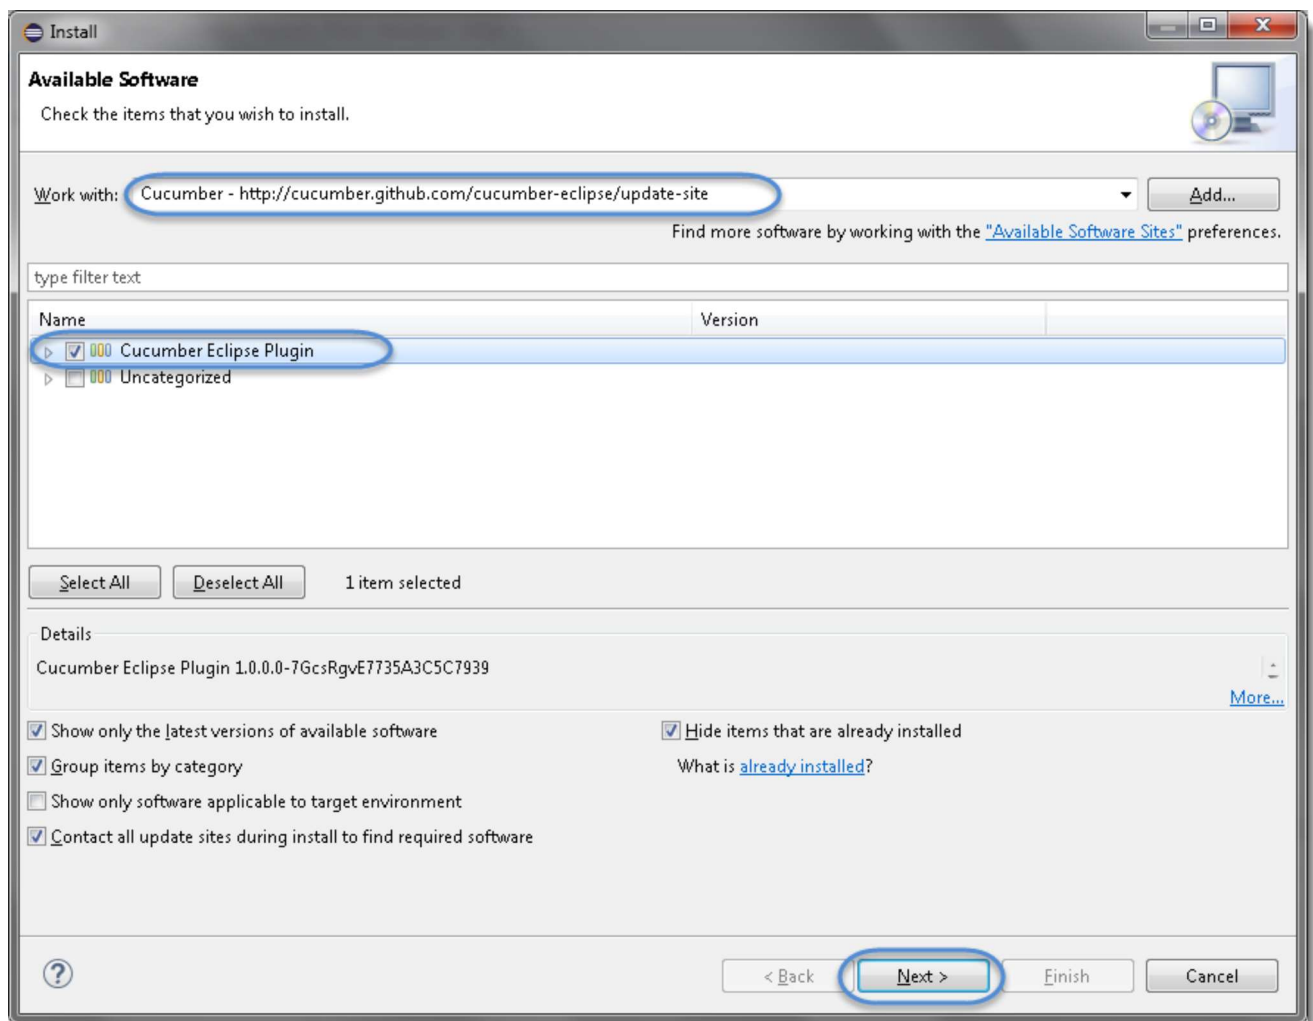 Install
Available Software
Check the items that you wish to install.
Work with: Cucumber - http://cucumber.github.com/cucumber-eclipse/update-site Add...
Find more software by working with the "Available Software Sites" preferences.
type filter text
Name Version
Cucumber Eclipse Plugin
Uncategorized
Select All Deselect All 1 item selected
Details
Cucumber Eclipse Plugin 1.0.0.0-7GcsRgvE7735A3C5C7939
More...
Show only the latest versions of available software Hide items that are already installed
Group items by category What is already installed?
Show only software applicable to target environment
Contact all update sites during install to find required software
? < Back Next > Finish Cancel